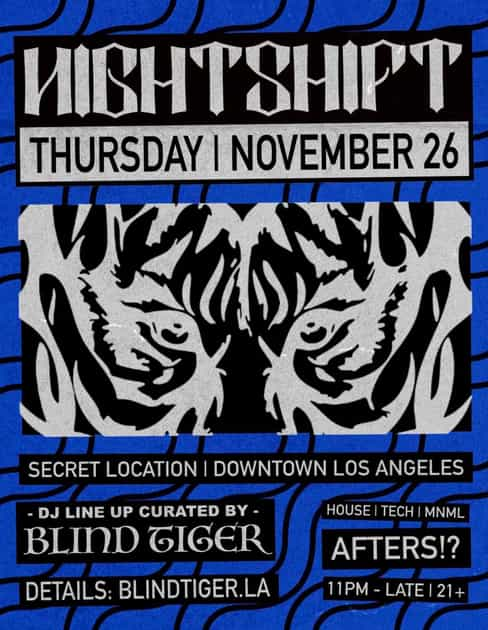 NIGHTSHIFT
THURSDAY | NOVEMBER 26
SECRET LOCATION | DOWNTOWN LOS ANGELES
- DJ LINE UP CURATED BY -
BLIND TIGER
DETAILS: BLINDTIGER.LA
HOUSE | TECH | MNML
AFTERS!?
11PM - LATE | 21+